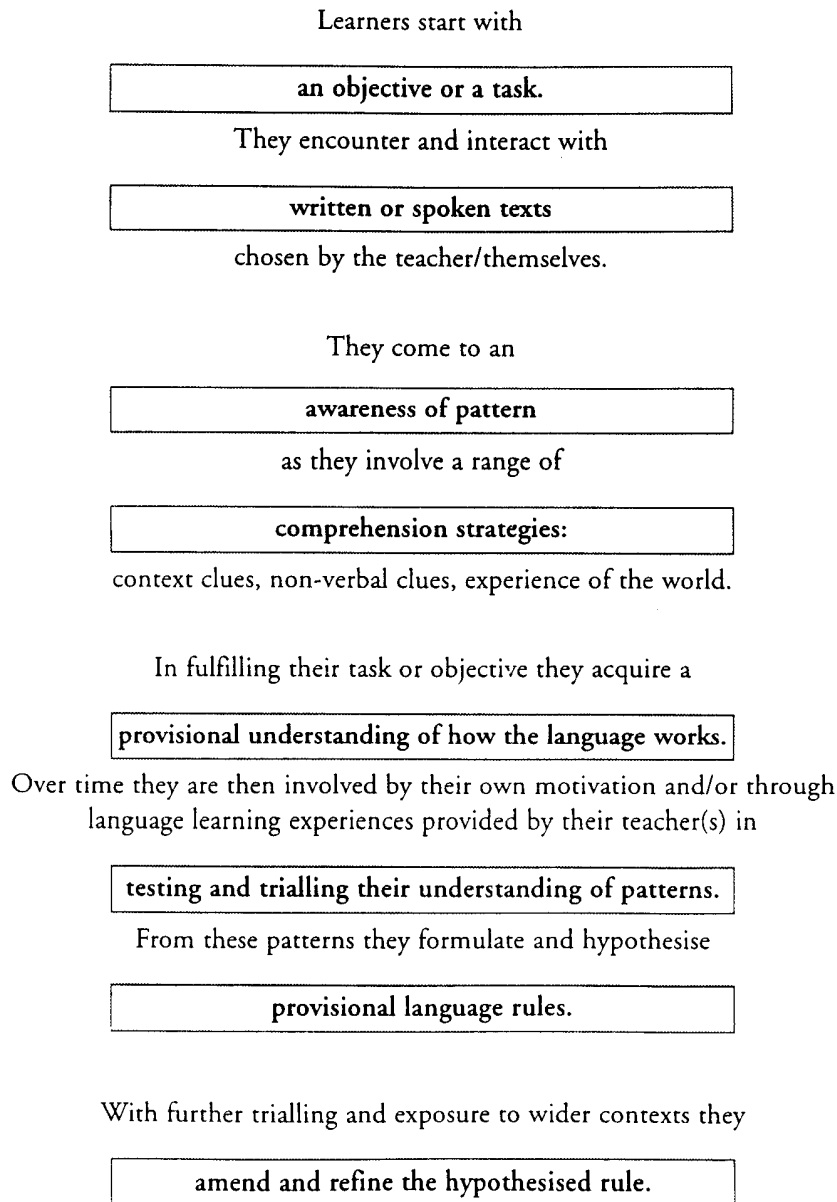 Learners start with
an objective or a task.
They encounter and interact with
written or spoken texts
chosen by the teacher/themselves.
They come to an
awareness of pattern
as they involve a range of
comprehension strategies:
context clues, non-verbal clues, experience of the world.
In fulfilling their task or objective they acquire a
provisional understanding of how the language works.
Over time they are then involved by their own motivation and/or through
language learning experiences provided by their teacher(s) in
testing and trialling their understanding of patterns.
From these patterns they formulate and hypothesise
provisional language rules.
With further trialling and exposure to wider contexts they
amend and refine the hypothesised rule.